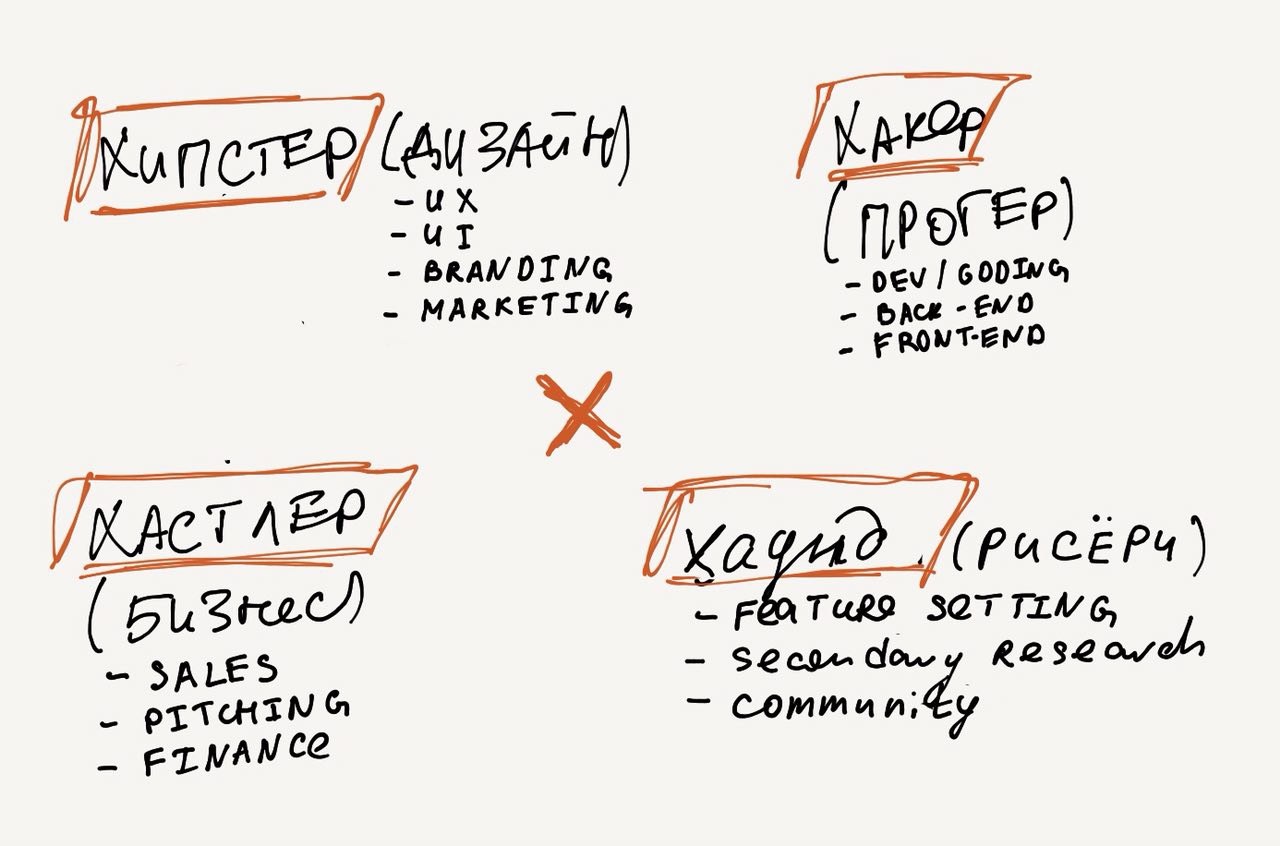 ХИПСТЕР (ДИЗАЙН)
- UX
- UI
- BRANDING
- MARKETING
ХАКЕР
(ПРОГЕР)
- DEV/GODING
- BACK-END
- FRONT-END
X
ХАСТЛЕР
(БИЗНЕС)
- SALES
- PITCHING
- FINANCE
(РИСЁРЧ)
- FEATURE SETTING
- secondary Research
- community